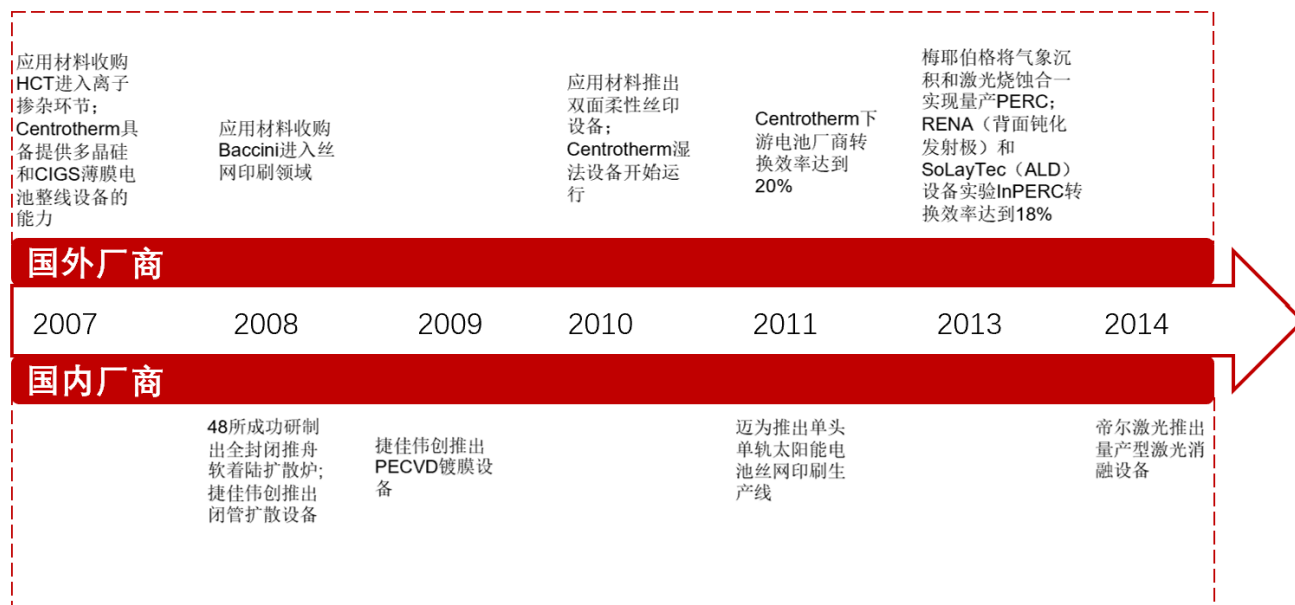 应用材料收购
HCT进入离子
掺杂环节；
Centrotherm具
备提供多晶硅
和CIGS薄膜电
池整线设备的
能力
应用材料收购
Baccini进入丝
网印刷领域
应用材料推出
双面柔性丝印
设备；
Centrotherm湿
法设备开始运
行
Centrotherm下
游电池厂商转
换效率达到
20%
梅耶伯格将气象沉
积和激光烧蚀合一
实现量产PERC；
RENA（背面钝化
发射极）和
SoLayTec（ALD）
设备实验InPERC转
换效率达到18%
国外厂商
2007
2008
2009
2010
2011
2013
2014
国内厂商
48所成功研制
出全封闭推舟
软着陆扩散炉;
捷佳伟创推出
闭管扩散设备
捷佳伟创推出
PECVD镀膜设
备
迈为推出单头
单轨太阳能电
池丝网印刷生
产线
帝尔激光推出
量产型激光消
融设备